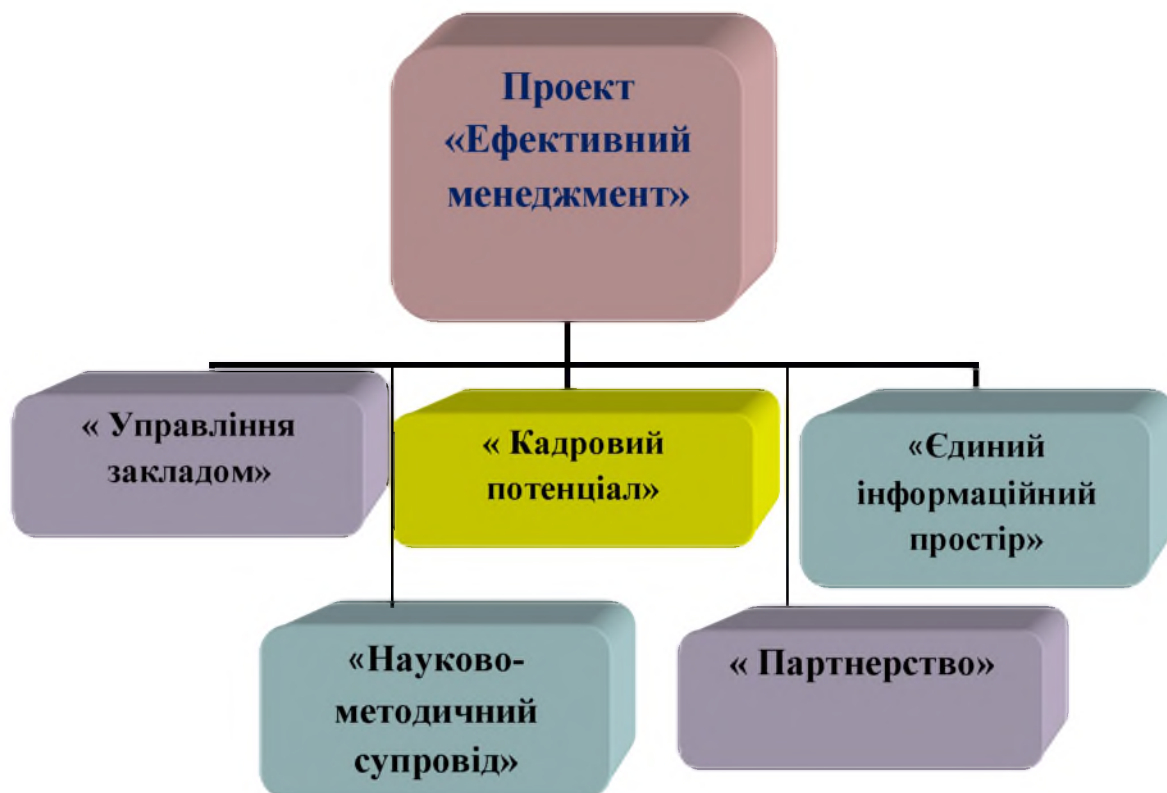 Проект
«Ефективний
менеджмент»
« Управління
закладом»
« Кадровий
потенціал»
«Єдиний
інформаційний
простір»
«Науково-
методичний
супровід»
« Партнерство»